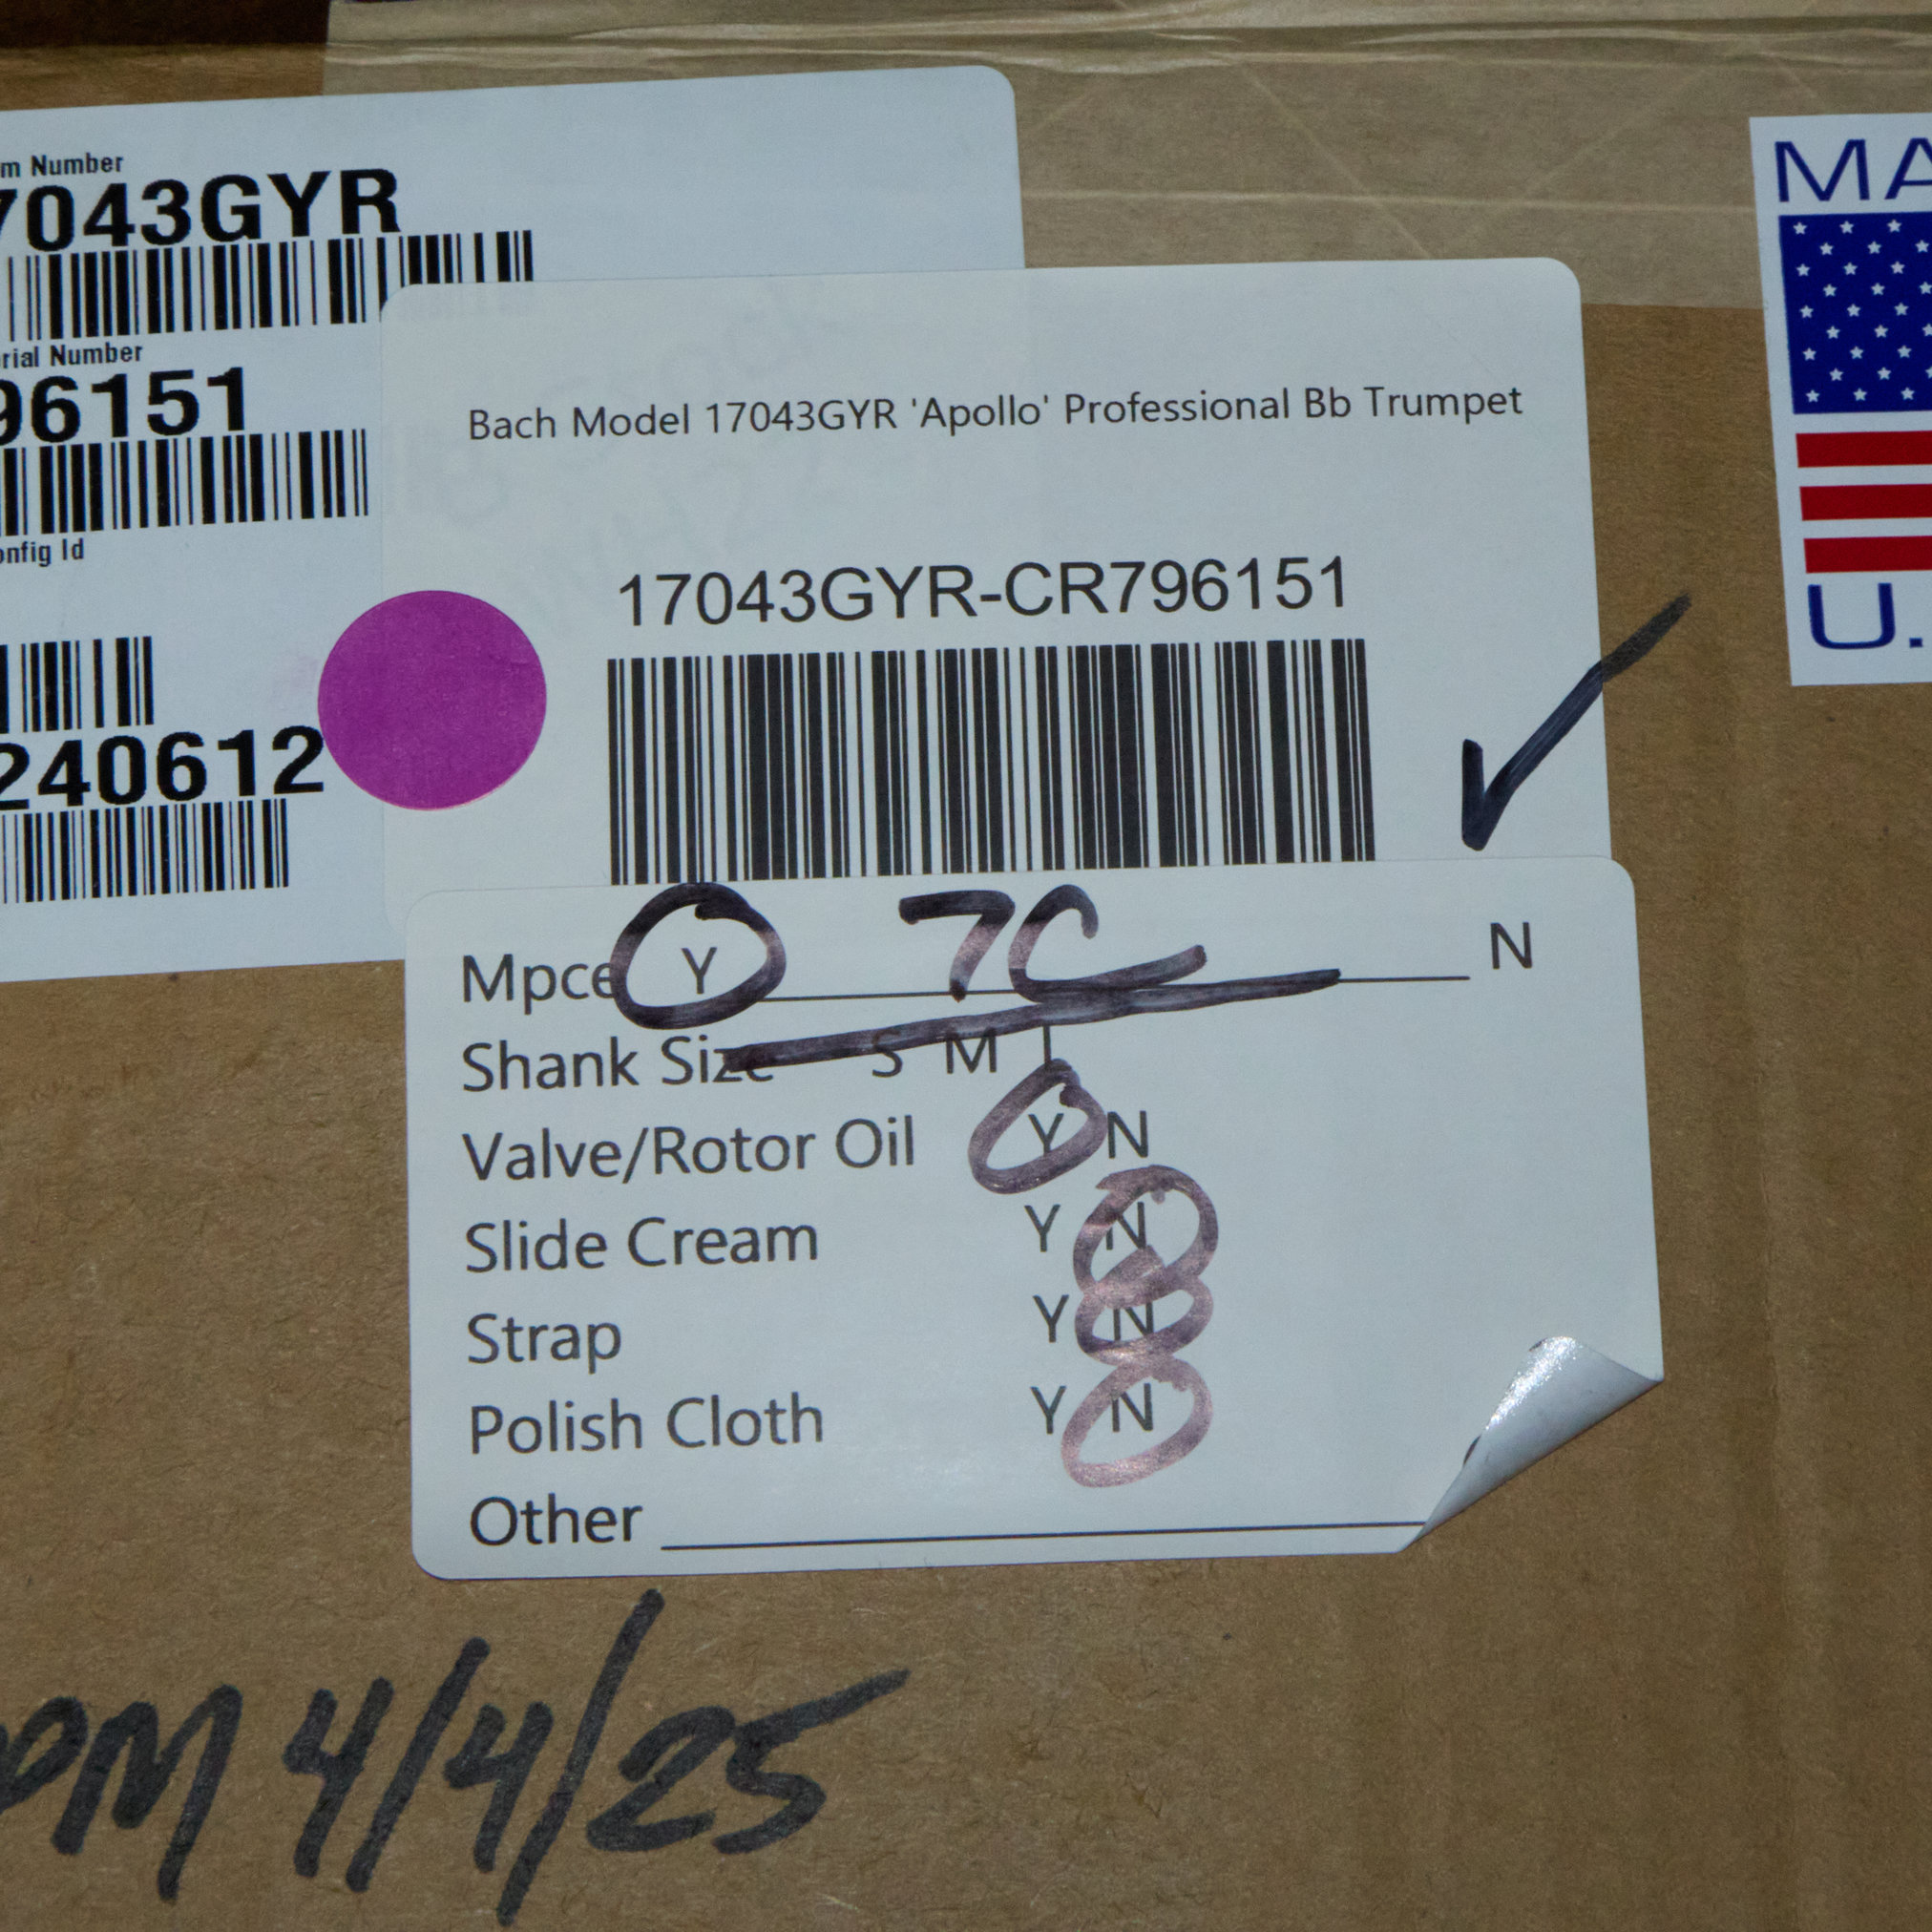 m Number
7043GYR
rial Number
96151
onfig Id
240612
Bach Model 17043GYR 'Apollo' Professional Bb Trumpet
17043GYR-CR796151
Mpce Y 7C N
Shank Size S M L
Valve/Rotor Oil Y N
Slide Cream Y N
Strap Y N
Polish Cloth Y N
Other
PM 4/4/25
MA
U.